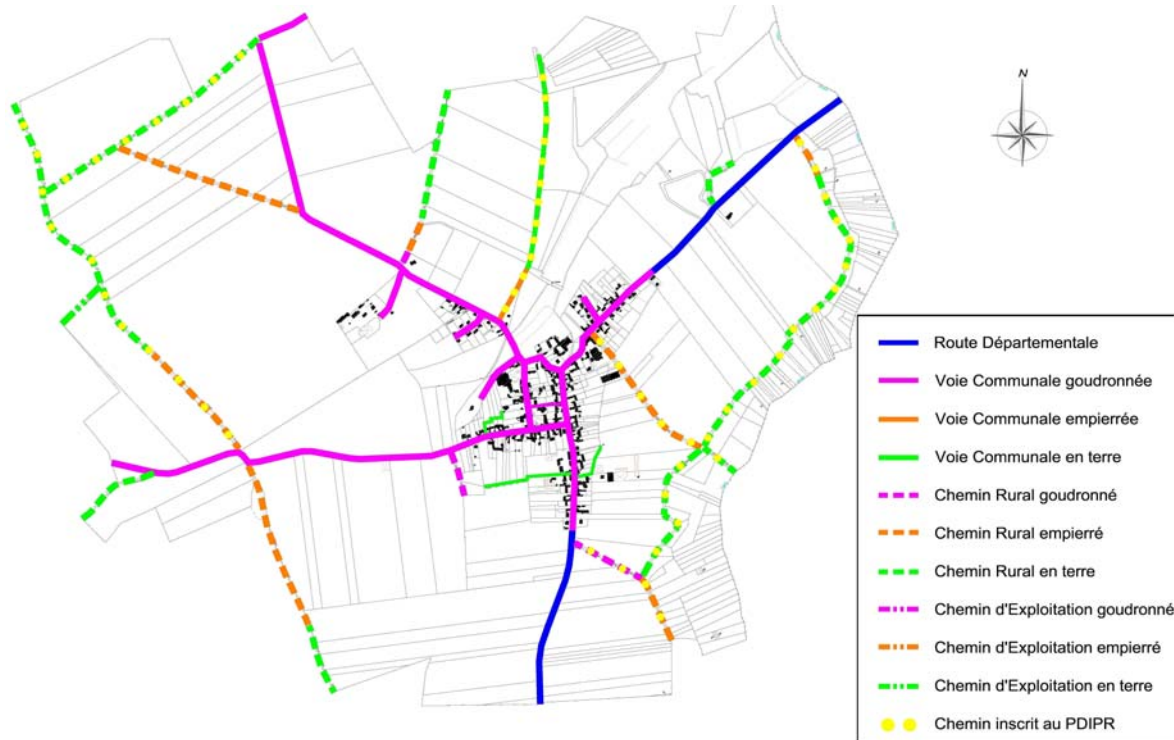 N
Route Départementale
Voie Communale goudronnée
Voie Communale empierrée
Voie Communale en terre
Chemin Rural goudronné
Chemin Rural empierré
Chemin Rural en terre
Chemin d'Exploitation goudronné
Chemin d'Exploitation empierré
Chemin d'Exploitation en terre
Chemin inscrit au PDIPR